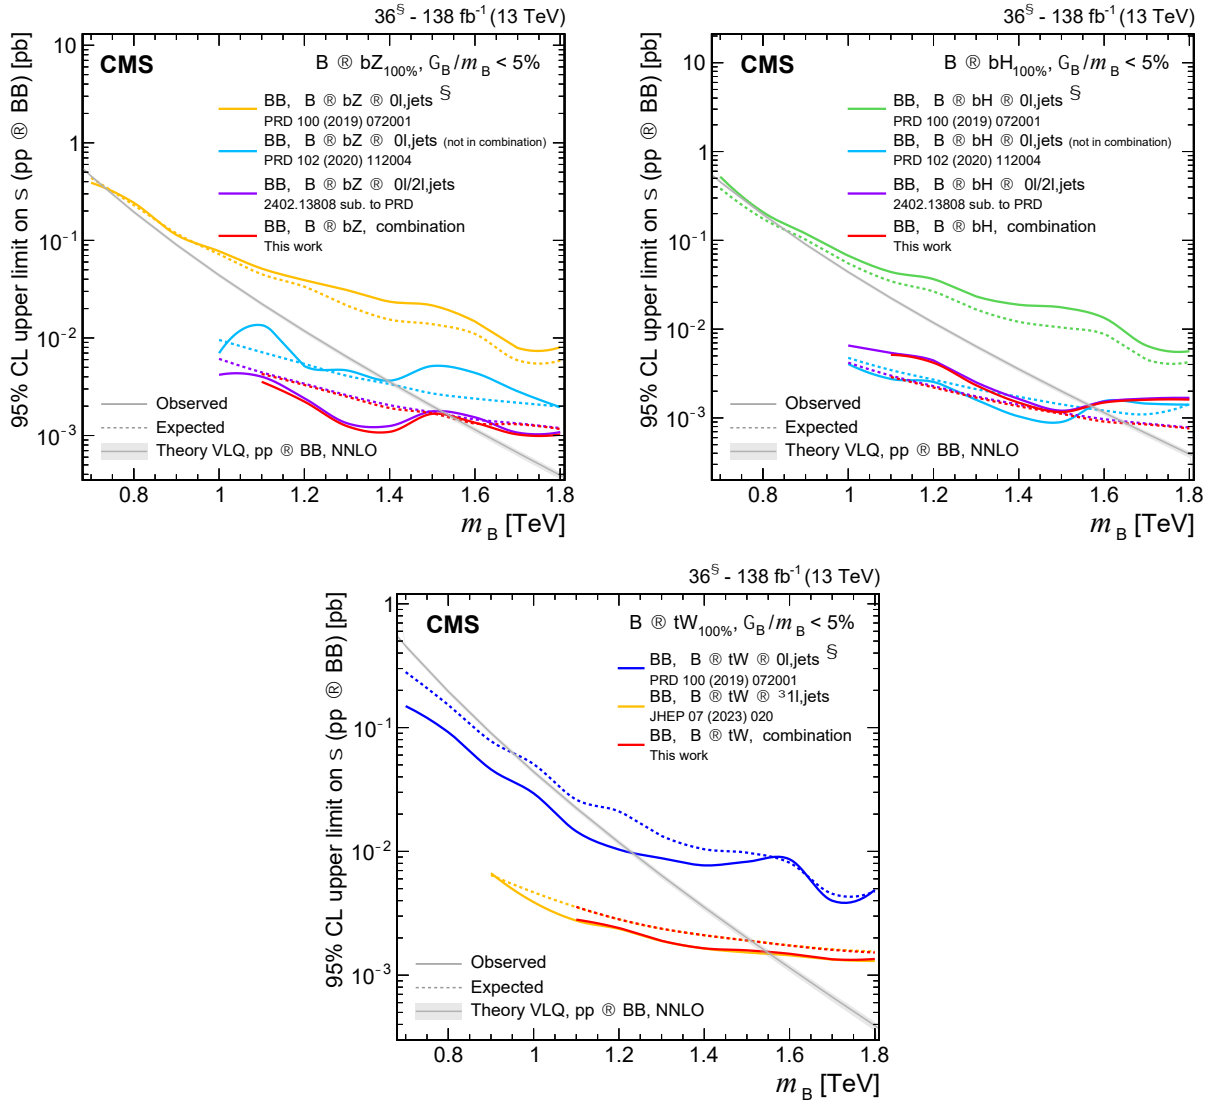 36§ - 138 fb-1 (13 TeV)
95% CL upper limit on s (pp ® BB) [pb]
CMS
B ® bZ100%, GB/mB < 5%
BB, B ® bZ ® 0l,jets §
PRD 100 (2019) 072001
BB, B ® bZ ® 0l,jets (not in combination)
PRD 102 (2020) 112004
BB, B ® bZ ® 0l/2l,jets
2402.13808 sub. to PRD
BB, B ® bZ, combination
This work
Observed
Expected
Theory VLQ, pp ® BB, NNLO
10
1
10−1
10−2
10−3
0.8 1 1.2 1.4 1.6 1.8
mB [TeV]
36§ - 138 fb-1 (13 TeV)
95% CL upper limit on s (pp ® BB) [pb]
CMS
B ® bH100%, GB/mB < 5%
BB, B ® bH ® 0l,jets §
PRD 100 (2019) 072001
BB, B ® bH ® 0l,jets (not in combination)
PRD 102 (2020) 112004
BB, B ® bH ® 0l/2l,jets
2402.13808 sub. to PRD
BB, B ® bH, combination
This work
Observed
Expected
Theory VLQ, pp ® BB, NNLO
10
1
10−1
10−2
10−3
0.8 1 1.2 1.4 1.6 1.8
mB [TeV]
36§ - 138 fb-1 (13 TeV)
95% CL upper limit on s (pp ® BB) [pb]
CMS
B ® tW100%, GB/mB < 5%
BB, B ® tW ® 0l,jets §
PRD 100 (2019) 072001
BB, B ® tW ® ³1l,jets
JHEP 07 (2023) 020
BB, B ® tW, combination
This work
Observed
Expected
Theory VLQ, pp ® BB, NNLO
1
10−1
10−2
10−3
0.8 1 1.2 1.4 1.6 1.8
mB [TeV]